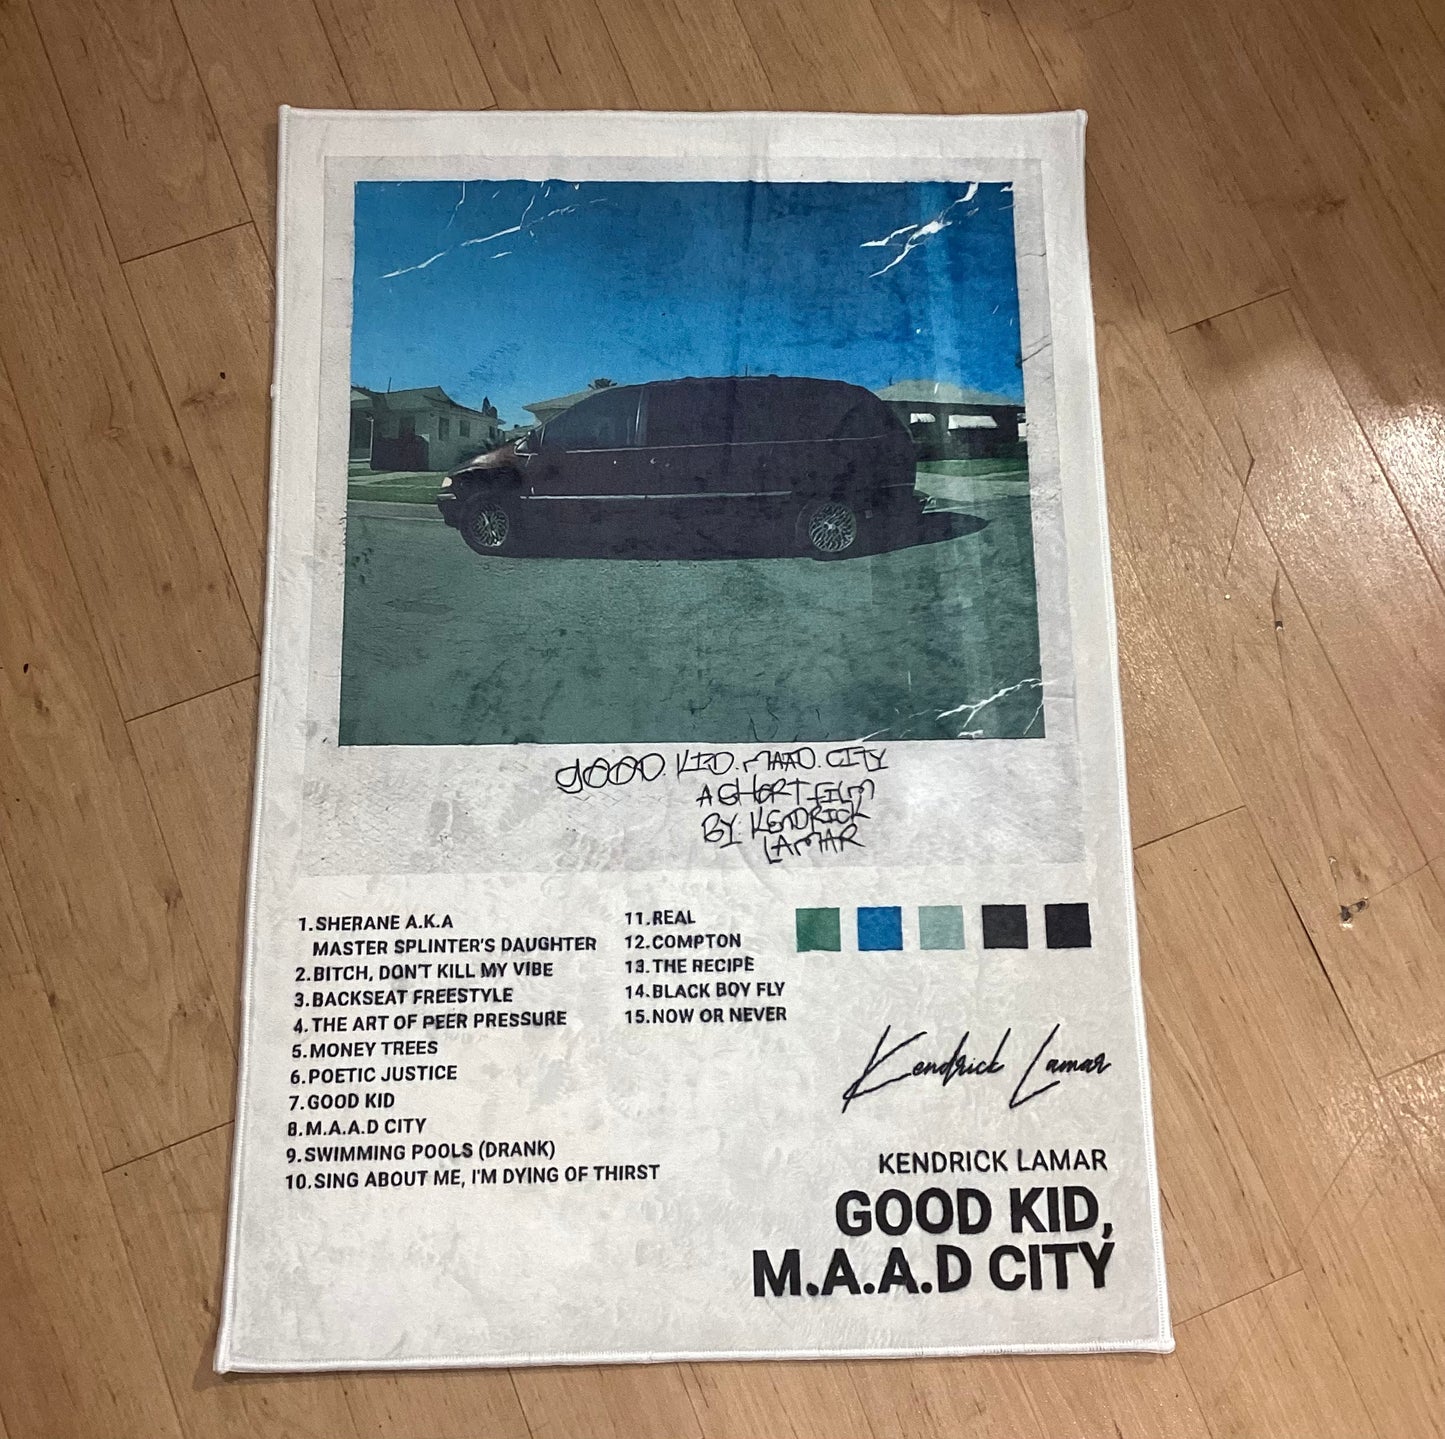 GOOD. KID. MAAD. CITY
A SHORT FILM
BY: KENDRICK
LAMAR
1.SHERANE A.K.A
MASTER SPLINTER'S DAUGHTER
2.BITCH, DON'T KILL MY VIBE
3.BACKSEAT FREESTYLE
4.THE ART OF PEER PRESSURE
5.MONEY TREES
6.POETIC JUSTICE
7.GOOD KID
8.M.A.A.D CITY
9.SWIMMING POOLS (DRANK)
10.SING ABOUT ME, I'M DYING OF THIRST
11.REAL
12.COMPTON
13.THE RECIPE
14.BLACK BOY FLY
15.NOW OR NEVER
Kendrick Lamar
KENDRICK LAMAR
GOOD KID,
M.A.A.D CITY